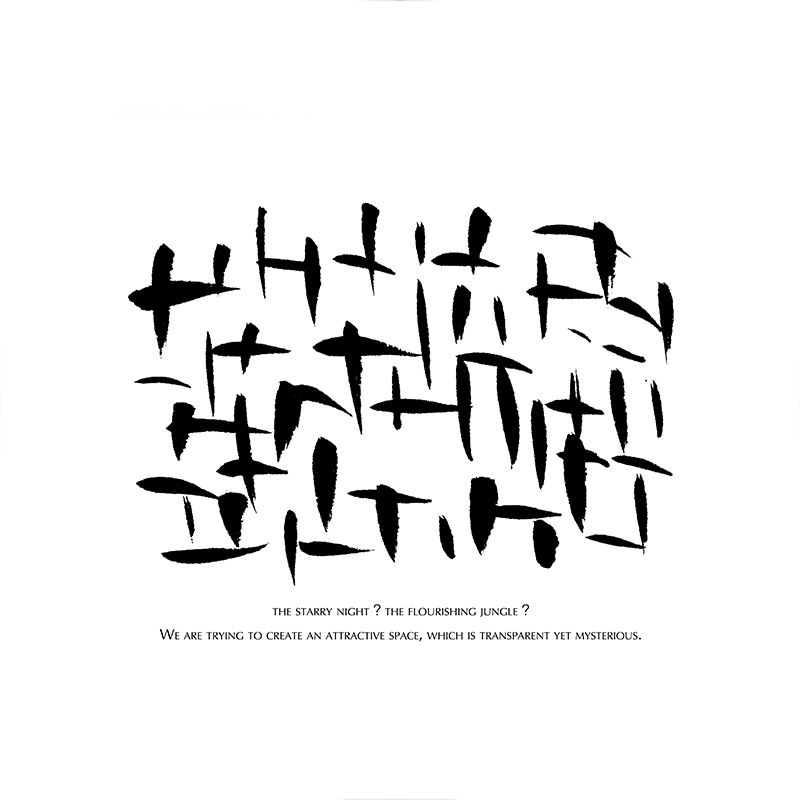 THE STARRY NIGHT ? THE FLOURISHING JUNGLE ?
WE ARE TRYING TO CREATE AN ATTRACTIVE SPACE, WHICH IS TRANSPARENT YET MYSTERIOUS.